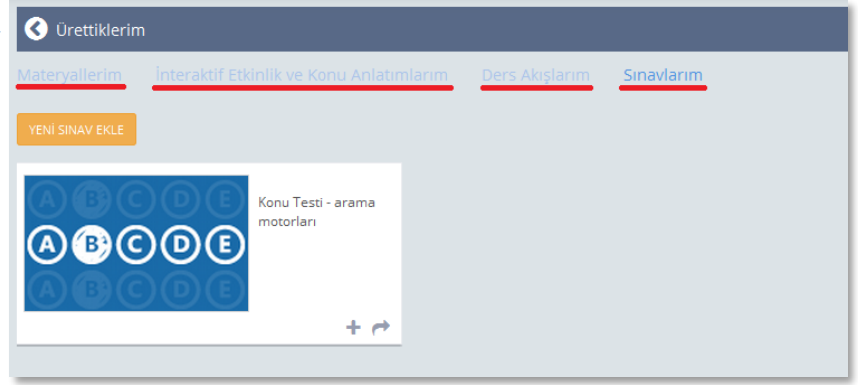 Ürettiklerim
Materyallerim İnteraktif Etkinlik ve Konu Anlatımlarım Ders Akışlarım Sınavlarım
YENİ SINAV EKLE
A B C D E
A B C D E
A B C D E
Konu Testi - arama
motorları